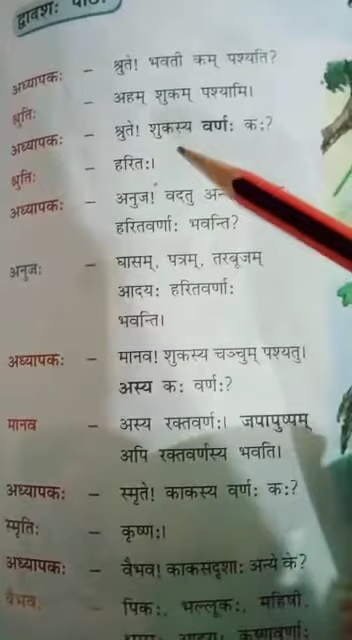 द्वादशः पाठः
अध्यापकः – श्रुते! भवती कम् पश्यति?
श्रुतिः – अहम् शुकम् पश्यामि।
अध्यापकः – श्रुते! शुकस्य वर्णः कः?
श्रुतिः – हरितः।
अध्यापकः – अनुज! वदतु
हरितवर्णाः भवन्ति?
अनुजः – घासम्, पत्रम्, तरबूजम्
आदयः हरितवर्णाः
भवन्ति।
अध्यापकः – मानव! शुकस्य चञ्चुम् पश्यतु।
अस्य कः वर्णः?
मानव – अस्य रक्तवर्णः। जपापुष्पम्
अपि रक्तवर्णस्य भवति।
अध्यापकः – स्मृते! काकस्य वर्णः कः?
स्मृतिः – कृष्णः।
अध्यापकः – वैभव! काकसदृशाः अन्ये के?
वैभवः – पिकः, भल्लूकः, महिषी,
कृष्णवर्णाः